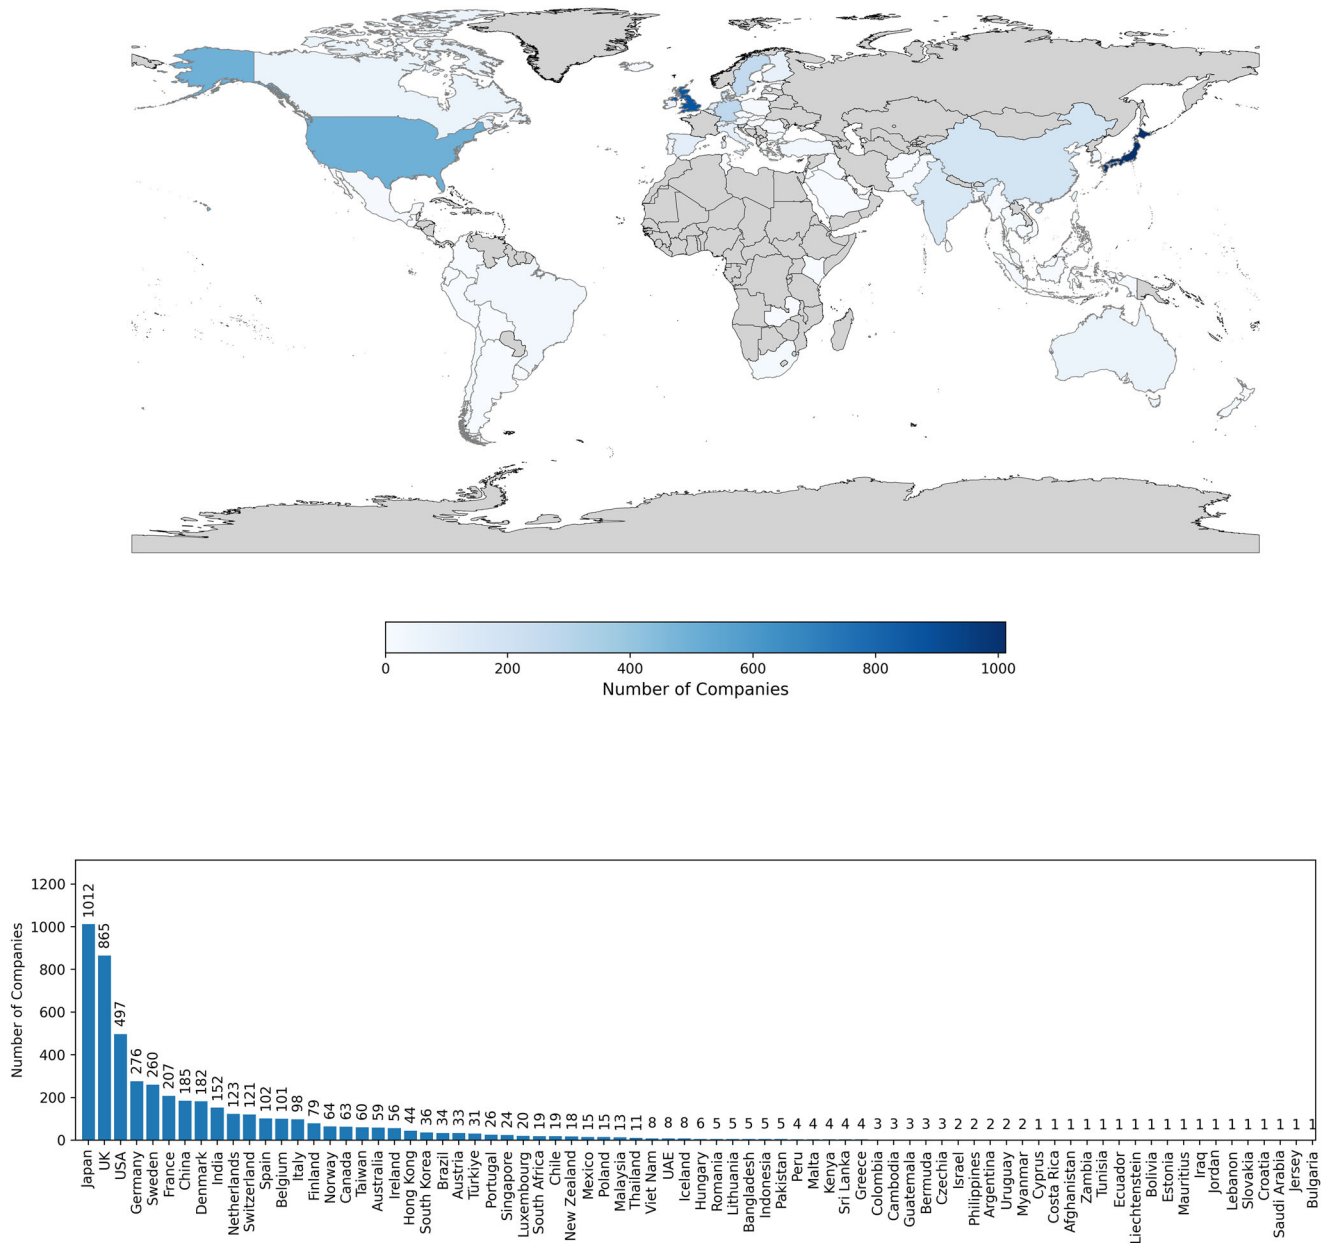 0 200 400 600 800 1000
Number of Companies
Number of Companies
1200
1000
800
600
400
200
0
1012 865 497 276 260 207 185 182 152 123 121 102 101 98 79 64 63 60 59 56 44 36 34 33 31 26 24 20 19 19 18 15 15 13 11 8 8 8 6 5 5 5 5 5 4 4 4 4 4 3 3 3 3 3 2 2 2 2 2 1 1 1 1 1 1 1 1 1 1 1 1 1 1 1 1 1 1
Japan
UK
USA
Germany
Sweden
France
China
Denmark
India
Netherlands
Switzerland
Spain
Belgium
Italy
Finland
Norway
Canada
Taiwan
Australia
Ireland
Hong Kong
South Korea
Brazil
Austria
Türkiye
Portugal
Singapore
Luxembourg
South Africa
Chile
New Zealand
Mexico
Poland
Malaysia
Thailand
Viet Nam
UAE
Iceland
Hungary
Romania
Lithuania
Bangladesh
Indonesia
Pakistan
Peru
Malta
Kenya
Sri Lanka
Greece
Colombia
Cambodia
Guatemala
Bermuda
Czechia
Israel
Philippines
Argentina
Uruguay
Myanmar
Cyprus
Costa Rica
Afghanistan
Zambia
Tunisia
Ecuador
Liechtenstein
Bolivia
Estonia
Mauritius
Iraq
Jordan
Lebanon
Slovakia
Croatia
Saudi Arabia
Jersey
Bulgaria